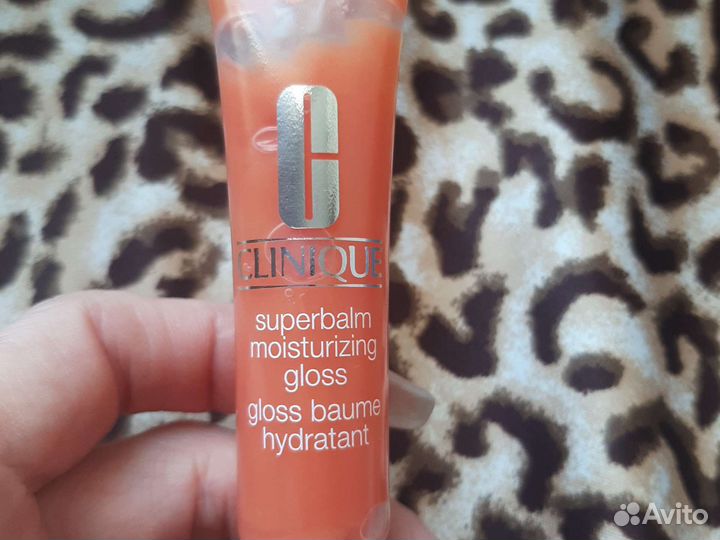 C
CLINIQUE
superbalm
moisturizing
gloss
gloss baume
hydratant
Avito